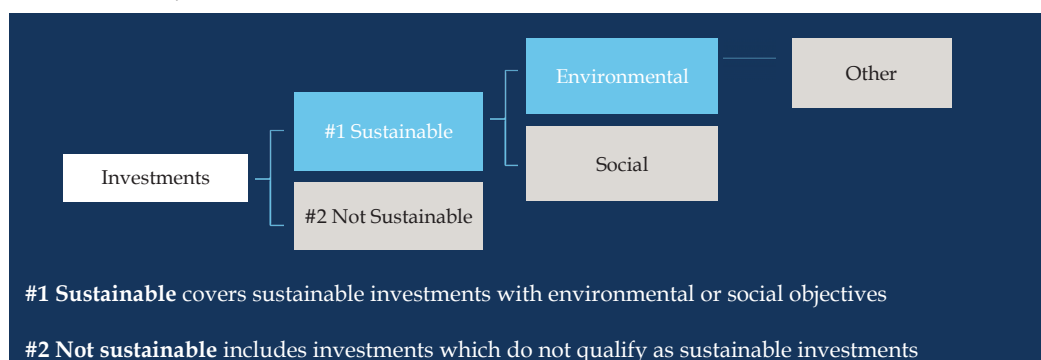 Environmental
Other
#1 Sustainable
Social
Investments
#2 Not Sustainable
#1 Sustainable covers sustainable investments with environmental or social objectives
#2 Not sustainable includes investments which do not qualify as sustainable investments